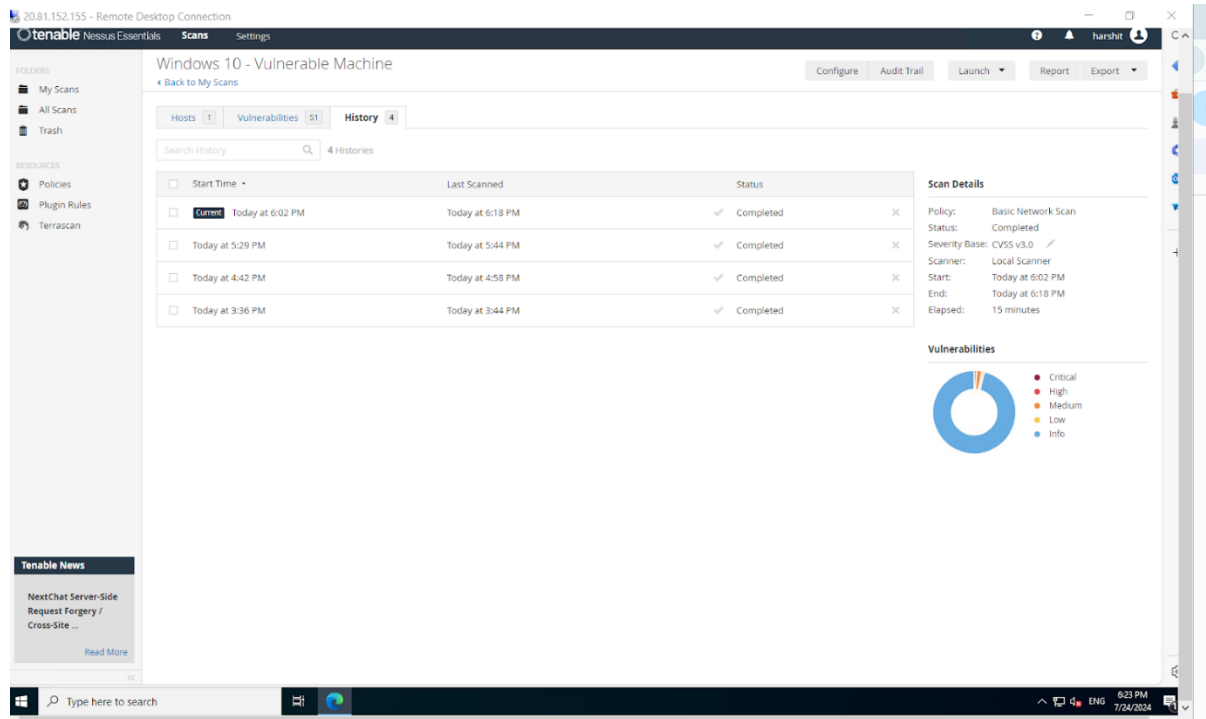 20.81.152.155 - Remote Desktop Connection
tenable Nessus Essentials Scans Settings harshit
FOLDERS
My Scans
All Scans
Trash
RESOURCES
Policies
Plugin Rules
Terrascan
Windows 10 - Vulnerable Machine
Back to My Scans
Configure Audit Trail Launch Report Export
Hosts 1 Vulnerabilities 51 History 4
Search History 4 Histories
Start Time Last Scanned Status
Current Today at 6:02 PM Today at 6:18 PM Completed
Today at 5:29 PM Today at 5:44 PM Completed
Today at 4:42 PM Today at 4:58 PM Completed
Today at 3:36 PM Today at 3:44 PM Completed
Scan Details
Policy: Basic Network Scan
Status: Completed
Severity Base: CVSS v3.0
Scanner: Local Scanner
Start: Today at 6:02 PM
End: Today at 6:18 PM
Elapsed: 15 minutes
Vulnerabilities
Critical
High
Medium
Low
Info
Tenable News
NextChat Server-Side
Request Forgery /
Cross-Site ...
Read More
Type here to search ENG 6:23 PM
7/24/2024